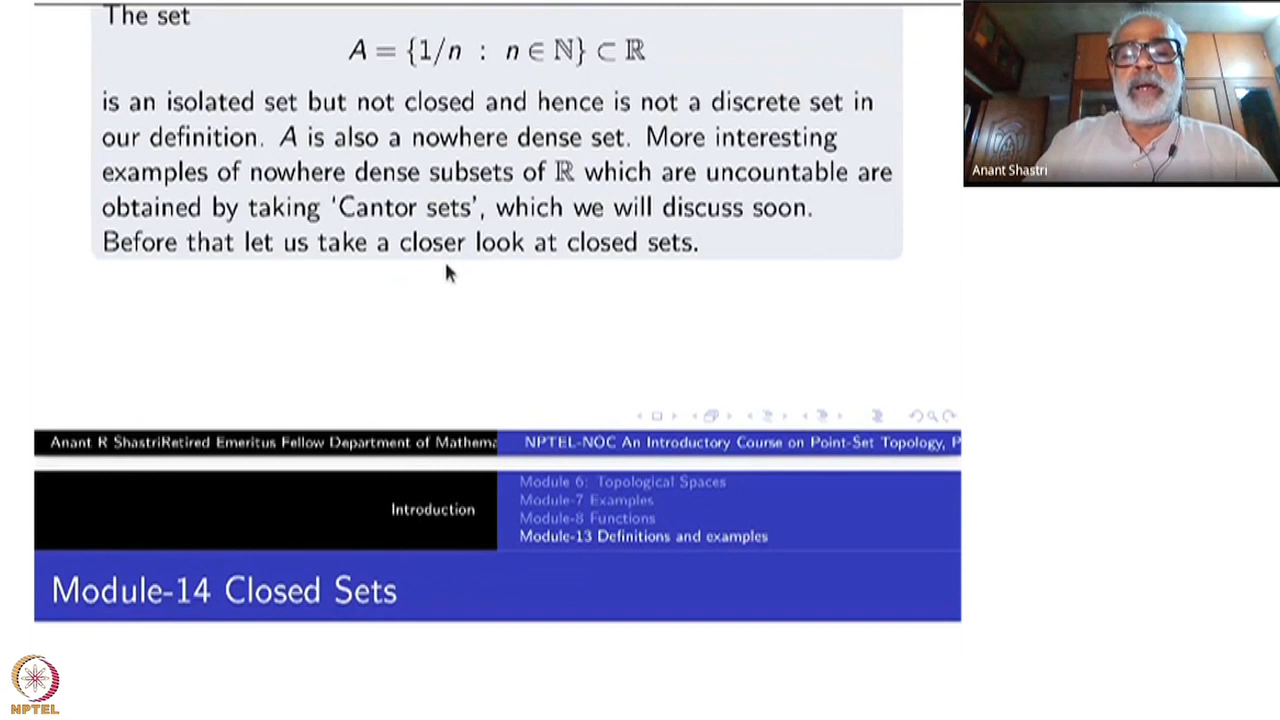 The set
A = {1/n : n ∈ ℕ} ⊂ ℝ
is an isolated set but not closed and hence is not a discrete set in
our definition. A is also a nowhere dense set. More interesting
examples of nowhere dense subsets of ℝ which are uncountable are
obtained by taking ‘Cantor sets’, which we will discuss soon.
Before that let us take a closer look at closed sets.
Anant Shastri
Anant R ShastriRetired Emeritus Fellow Department of Mathema
NPTEL-NOC An Introductory Course on Point-Set Topology, P
Introduction
Module 6: Topological Spaces
Module-7 Examples
Module-8 Functions
Module-13 Definitions and examples
Module-14 Closed Sets
NPTEL